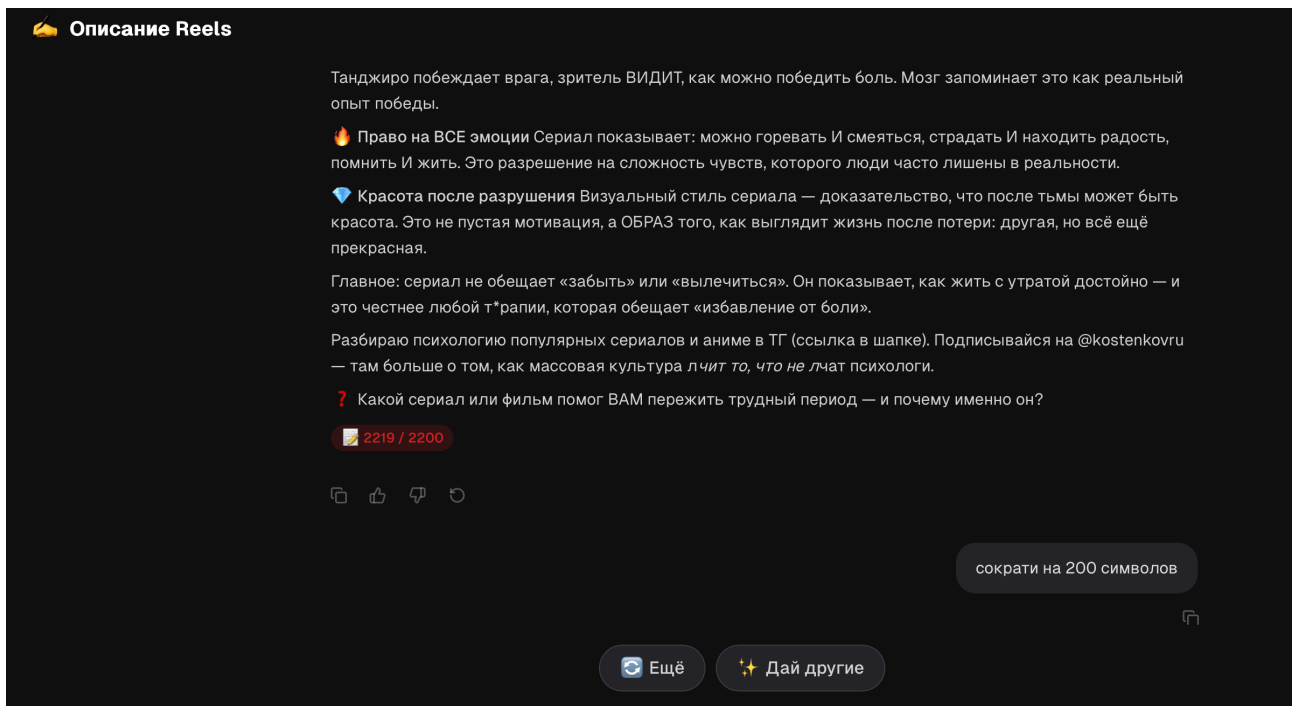 ✍️ Описание Reels
Танджиро побеждает врага, зритель ВИДИТ, как можно победить боль. Мозг запоминает это как реальный
опыт победы.
🔥 Право на ВСЕ эмоции Сериал показывает: можно горевать И смеяться, страдать И находить радость,
помнить И жить. Это разрешение на сложность чувств, которого люди часто лишены в реальности.
💎 Красота после разрушения Визуальный стиль сериала — доказательство, что после тьмы может быть
красота. Это не пустая мотивация, а ОБРАЗ того, как выглядит жизнь после потери: другая, но всё ещё
прекрасная.
Главное: сериал не обещает «забыть» или «вылечиться». Он показывает, как жить с утратой достойно — и
это честнее любой т*рапии, которая обещает «избавление от боли».
Разбираю психологию популярных сериалов и аниме в ТГ (ссылка в шапке). Подписывайся на @kostenkovru
— там больше о том, как массовая культура лчит то, что не лчат психологи.
❓ Какой сериал или фильм помог ВАМ пережить трудный период — и почему именно он?
📝 2219 / 2200
сократи на 200 символов
🔄 Ещё
✨ Дай другие